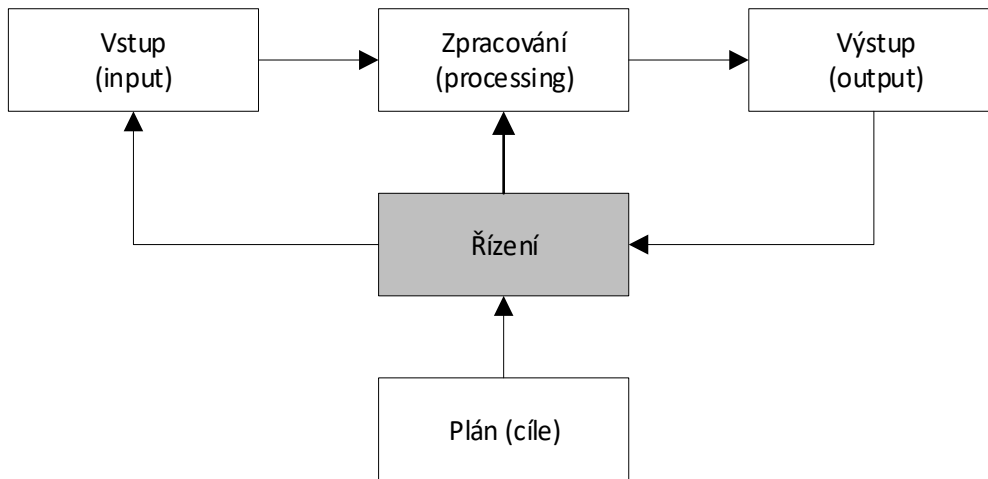 Vstup
(input)
Zpracování
(processing)
Výstup
(output)
Řízení
Plán (cíle)